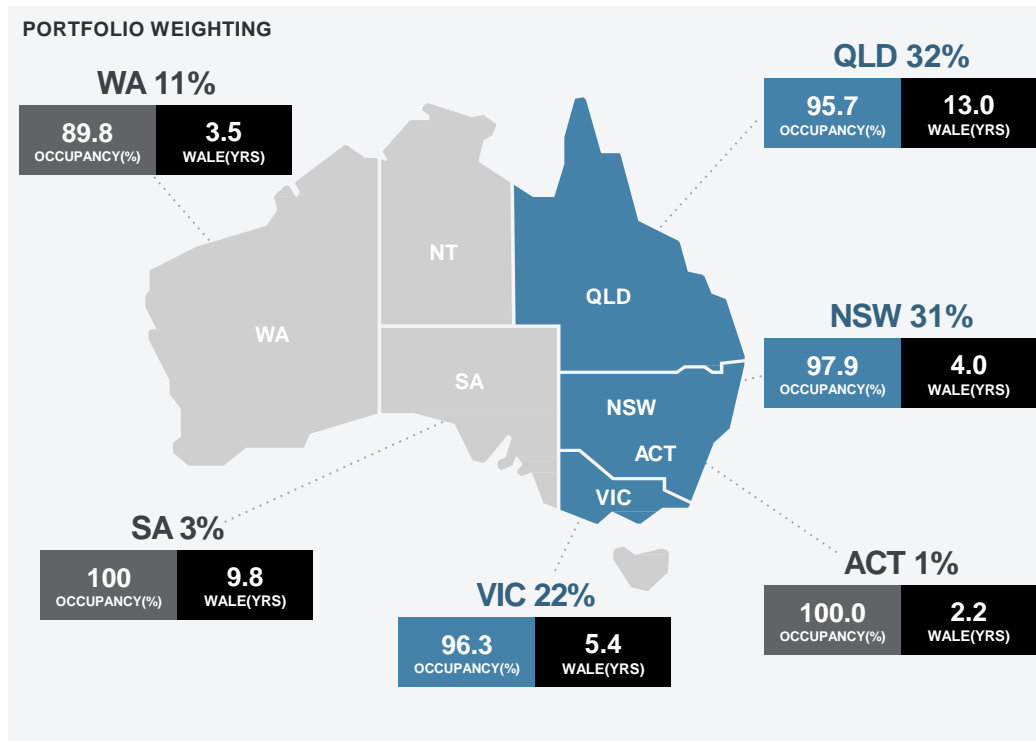 PORTFOLIO WEIGHTING
WA 11%
89.8
OCCUPANCY(%)
3.5
WALE(YRS)
QLD 32%
95.7
OCCUPANCY(%)
13.0
WALE(YRS)
NT
QLD
WA
SA
NSW
ACT
VIC
NSW 31%
97.9
OCCUPANCY(%)
4.0
WALE(YRS)
SA 3%
100
OCCUPANCY(%)
9.8
WALE(YRS)
VIC 22%
96.3
OCCUPANCY(%)
5.4
WALE(YRS)
ACT 1%
100.0
OCCUPANCY(%)
2.2
WALE(YRS)